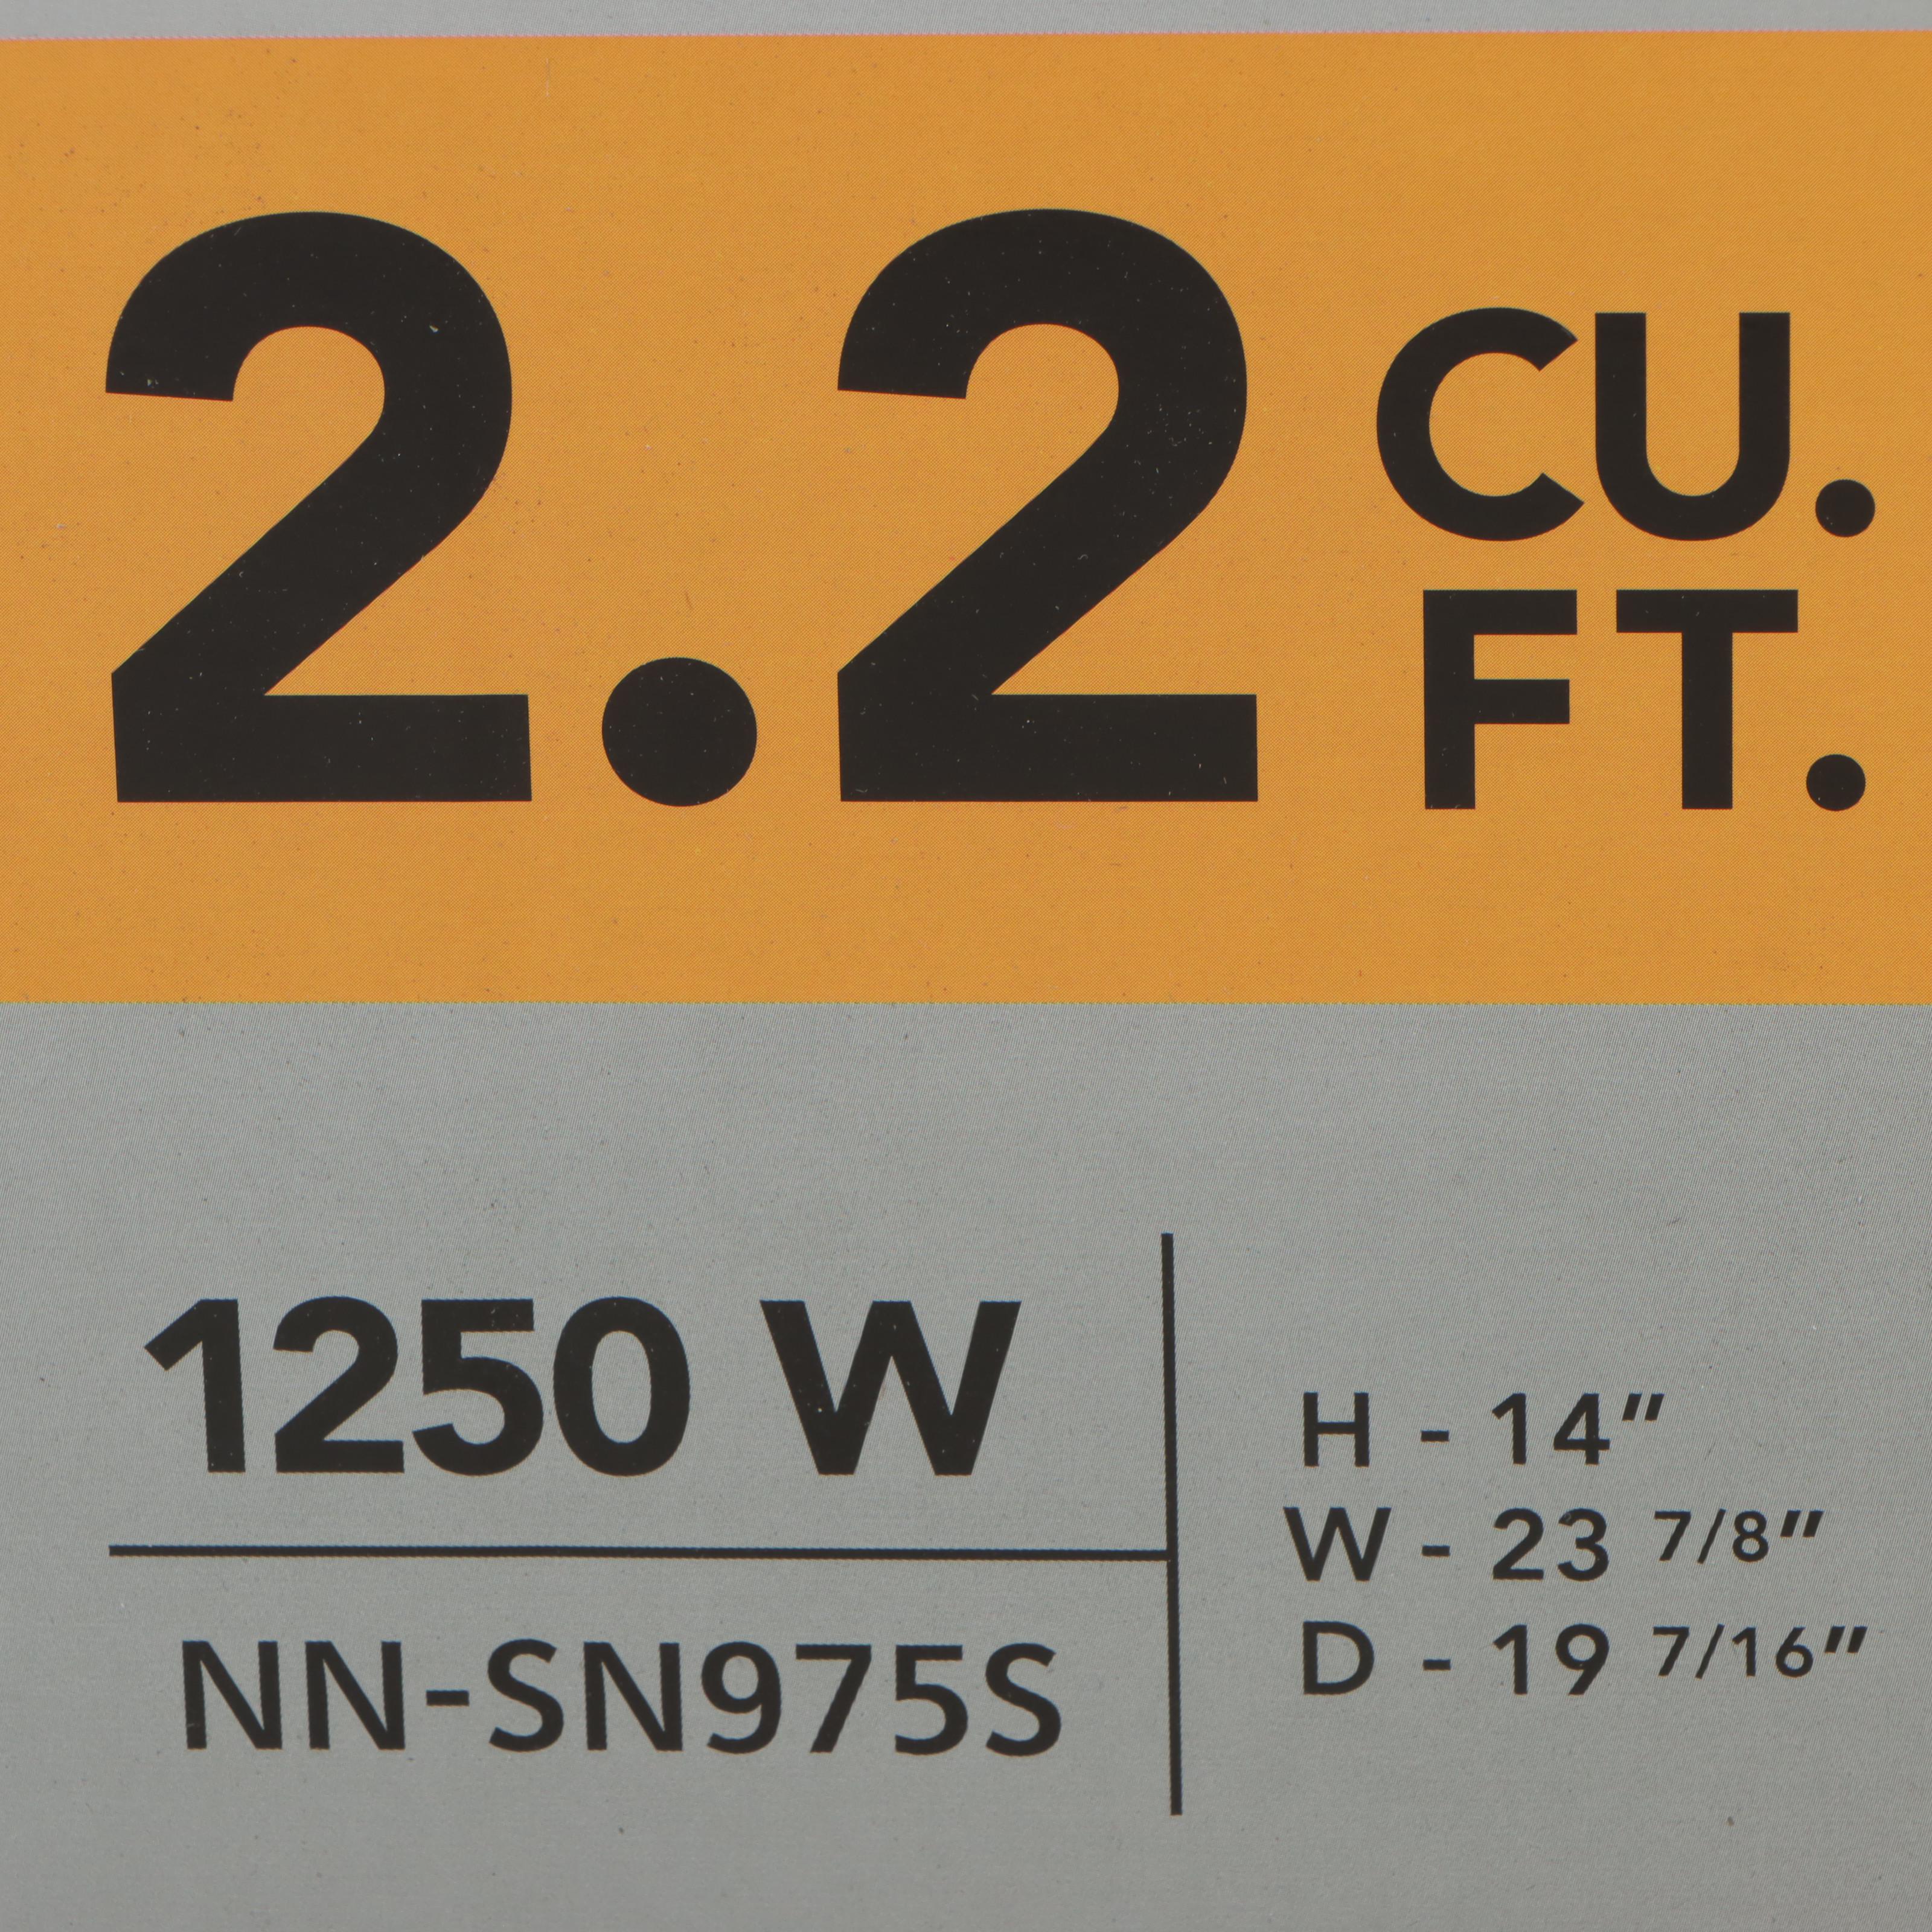 2.2 CU. FT.
1250 W
NN-SN975S
H - 14"
W - 23 7/8"
D - 19 7/16"